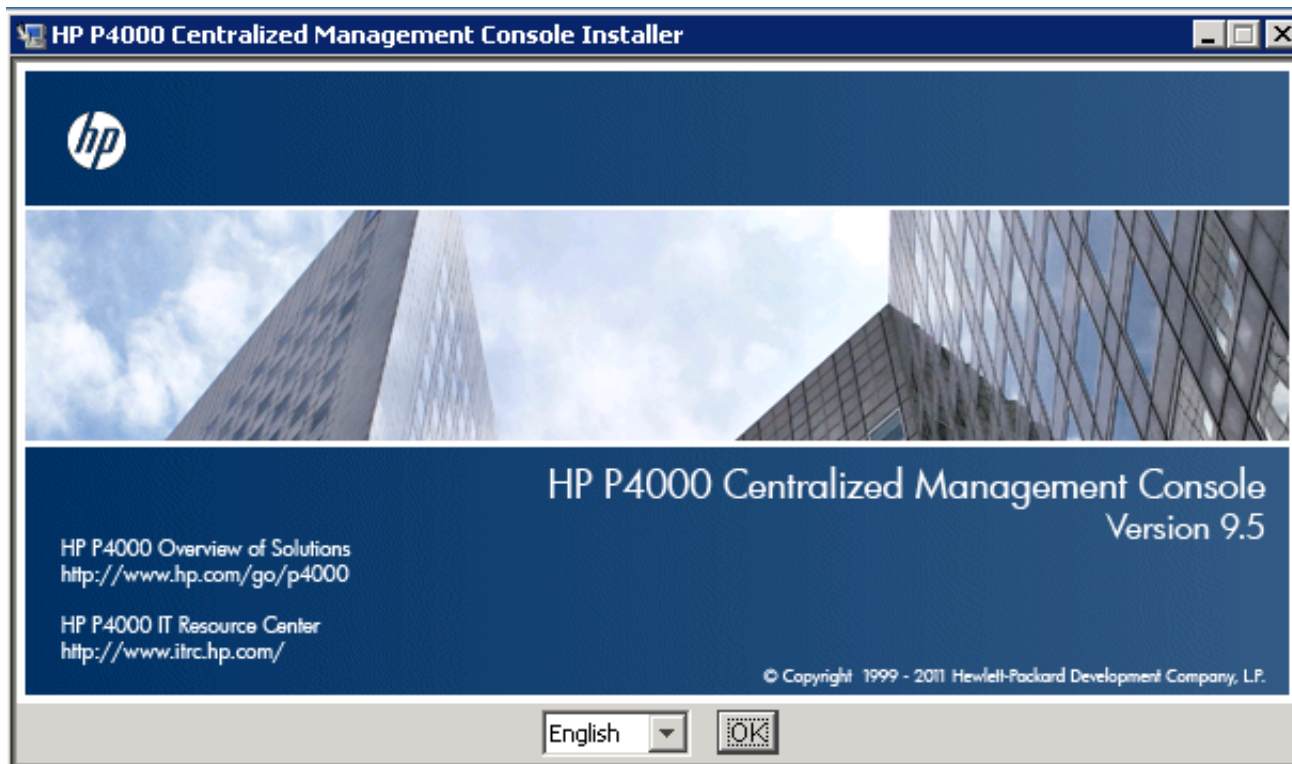 HP P4000 Centralized Management Console Installer
hp
HP P4000 Centralized Management Console
Version 9.5
HP P4000 Overview of Solutions
http://www.hp.com/go/p4000
HP P4000 IT Resource Center
http://www.itrc.hp.com/
© Copyright 1999 - 2011 Hewlett-Packard Development Company, L.P.
English
OK